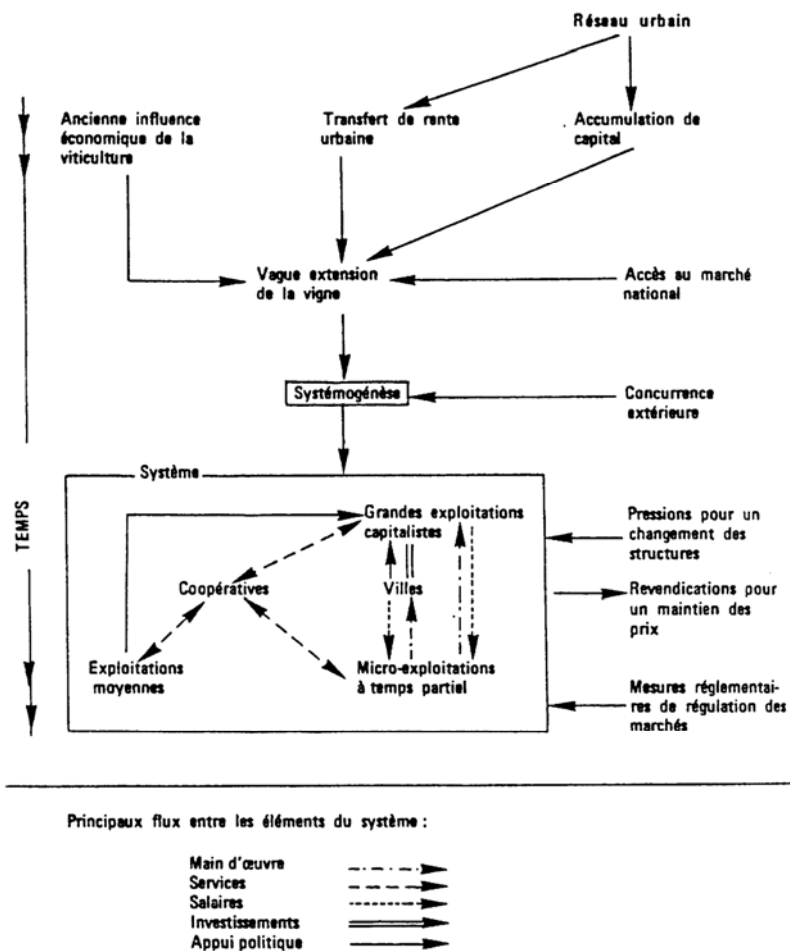 Réseau urbain
Ancienne influence
économique de la
viticulture
Transfert de rente
urbaine
Accumulation de
capital
Vague extension
de la vigne
Accès au marché
national
Systémogénèse
Concurrence
extérieure
TEMPS
Système
Grandes exploitations
capitalistes
Coopératives
Villes
Exploitations
moyennes
Micro-exploitations
à temps partiel
Pressions pour un
changement des
structures
Revendications pour
un maintien des
prix
Mesures réglementai-
res de régulation des
marchés
Principaux flux entre les éléments du système :
Main d'œuvre
Services
Salaires
Investissements
Appui politique